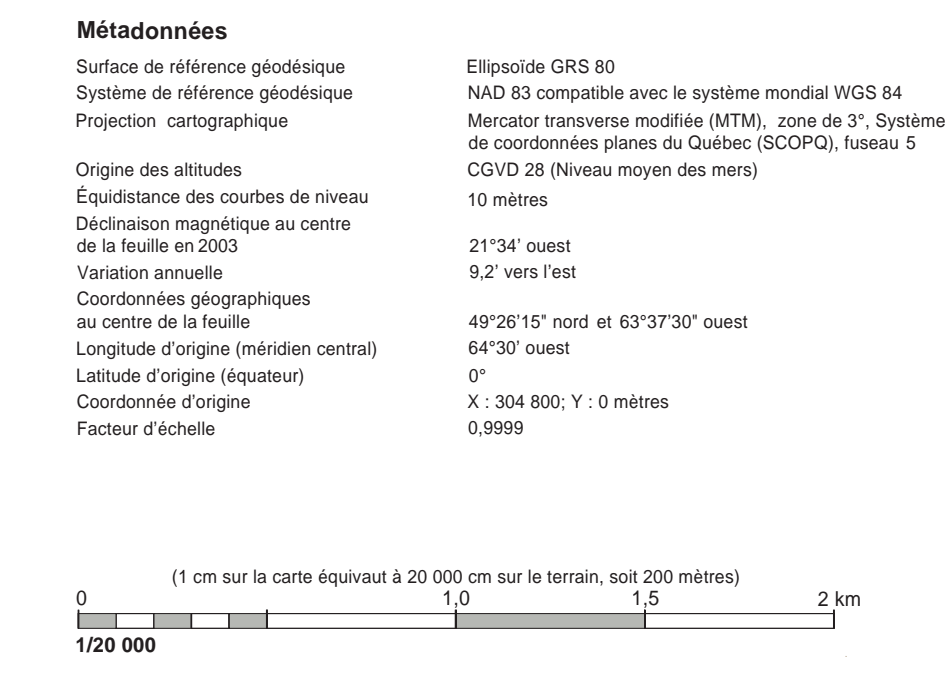 Métadonnées
Surface de référence géodésique Ellipsoïde GRS 80
Système de référence géodésique NAD 83 compatible avec le système mondial WGS 84
Projection cartographique Mercator transverse modifiée (MTM), zone de 3°, Système
de coordonnées planes du Québec (SCOPQ), fuseau 5
Origine des altitudes CGVD 28 (Niveau moyen des mers)
Équidistance des courbes de niveau 10 mètres
Déclinaison magnétique au centre
de la feuille en 2003 21°34’ ouest
Variation annuelle 9,2’ vers l’est
Coordonnées géographiques
au centre de la feuille 49°26’15" nord et 63°37’30" ouest
Longitude d’origine (méridien central) 64°30’ ouest
Latitude d’origine (équateur) 0°
Coordonnée d’origine X : 304 800; Y : 0 mètres
Facteur d’échelle 0,9999
(1 cm sur la carte équivaut à 20 000 cm sur le terrain, soit 200 mètres)
0 1,0 1,5 2 km
1/20 000